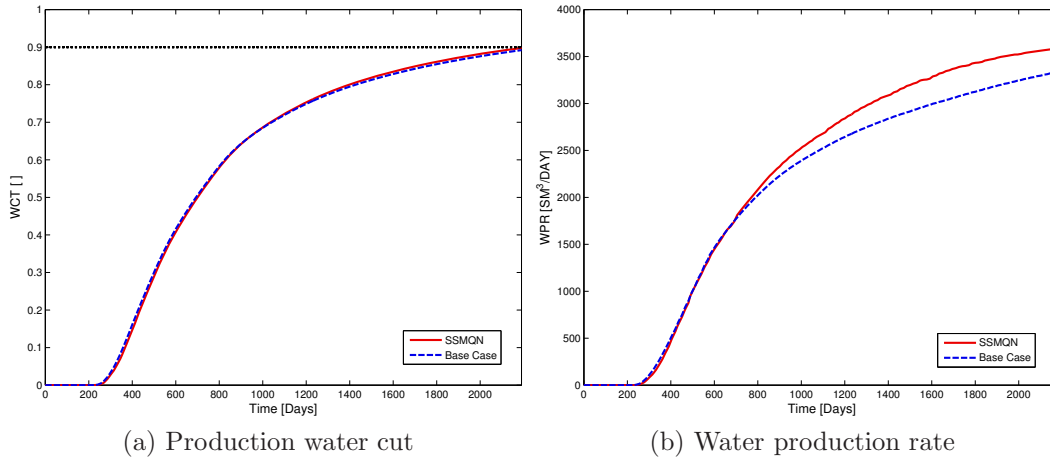 1
0.9
0.8
0.7
0.6
0.5
0.4
0.3
0.2
0.1
0
WCT [ ]
0 200 400 600 800 1000 1200 1400 1600 1800 2000
Time [Days]
SSMQN
Base Case
(a) Production water cut
4000
3500
3000
2500
2000
1500
1000
500
0
WPR [SM³/DAY]
0 200 400 600 800 1000 1200 1400 1600 1800 2000
Time [Days]
SSMQN
Base Case
(b) Water production rate